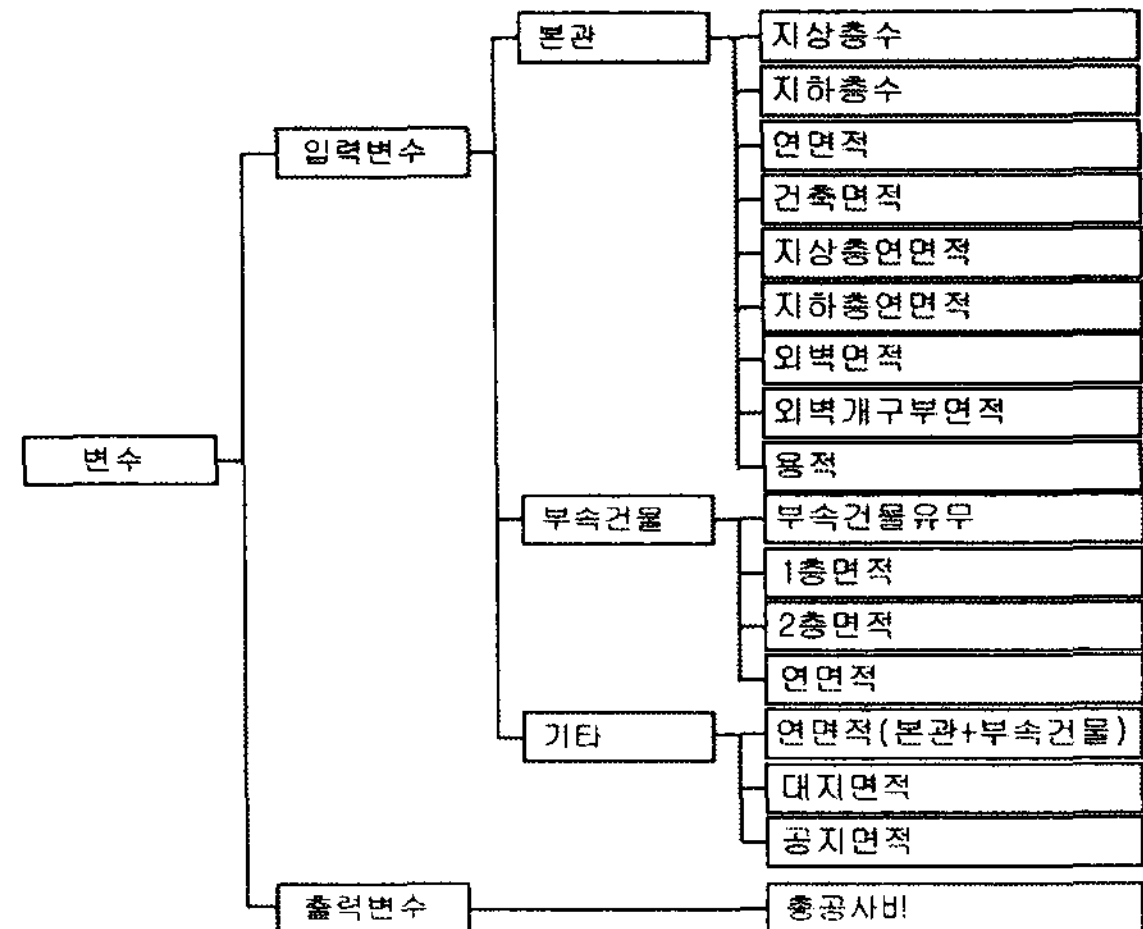 변수
입력변수
본관
지상층수
지하층수
연면적
건축면적
지상층연면적
지하층연면적
외벽면적
외벽개구부면적
용적
부속건물
부속건물유무
1층면적
2층면적
연면적
기타
연면적(본관+부속건물)
대지면적
공지면적
출력변수
총공사비